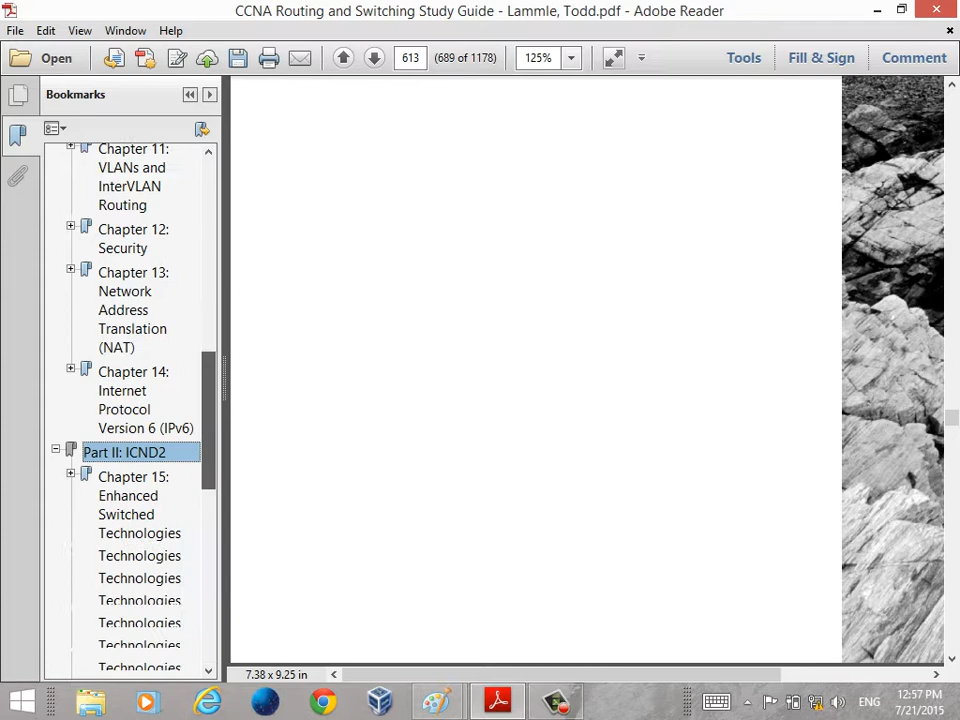 CCNA Routing and Switching Study Guide - Lammle, Todd.pdf - Adobe Reader
File Edit View Window Help
Open 613 (689 of 1178) 125% Tools Fill & Sign Comment
Bookmarks
Chapter 11:
VLANs and
InterVLAN
Routing
Chapter 12:
Security
Chapter 13:
Network
Address
Translation
(NAT)
Chapter 14:
Internet
Protocol
Version 6 (IPv6)
Part II: ICND2
Chapter 15:
Enhanced
Switched
Technologies
Technologies
Technologies
Technologies
Technologies
Technologies
Technologies
7.38 x 9.25 in
ENG
12:57 PM
7/21/2015